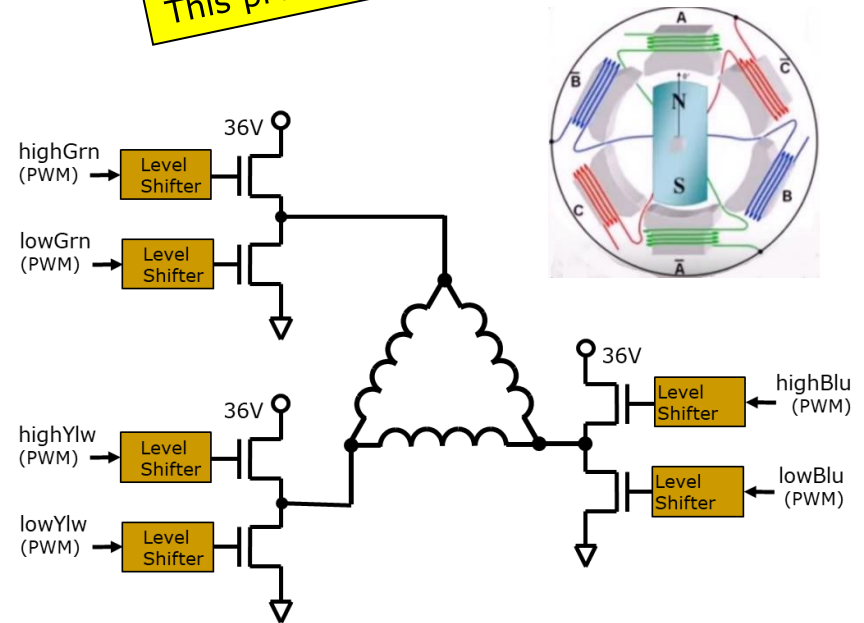 This pr
A
B̅
C̅
N
0°
S
B
C
A̅
36V
highGrn
(PWM)
Level
Shifter
lowGrn
(PWM)
Level
Shifter
36V
highYlw
(PWM)
Level
Shifter
lowYlw
(PWM)
Level
Shifter
36V
highBlu
(PWM)
Level
Shifter
lowBlu
(PWM)
Level
Shifter